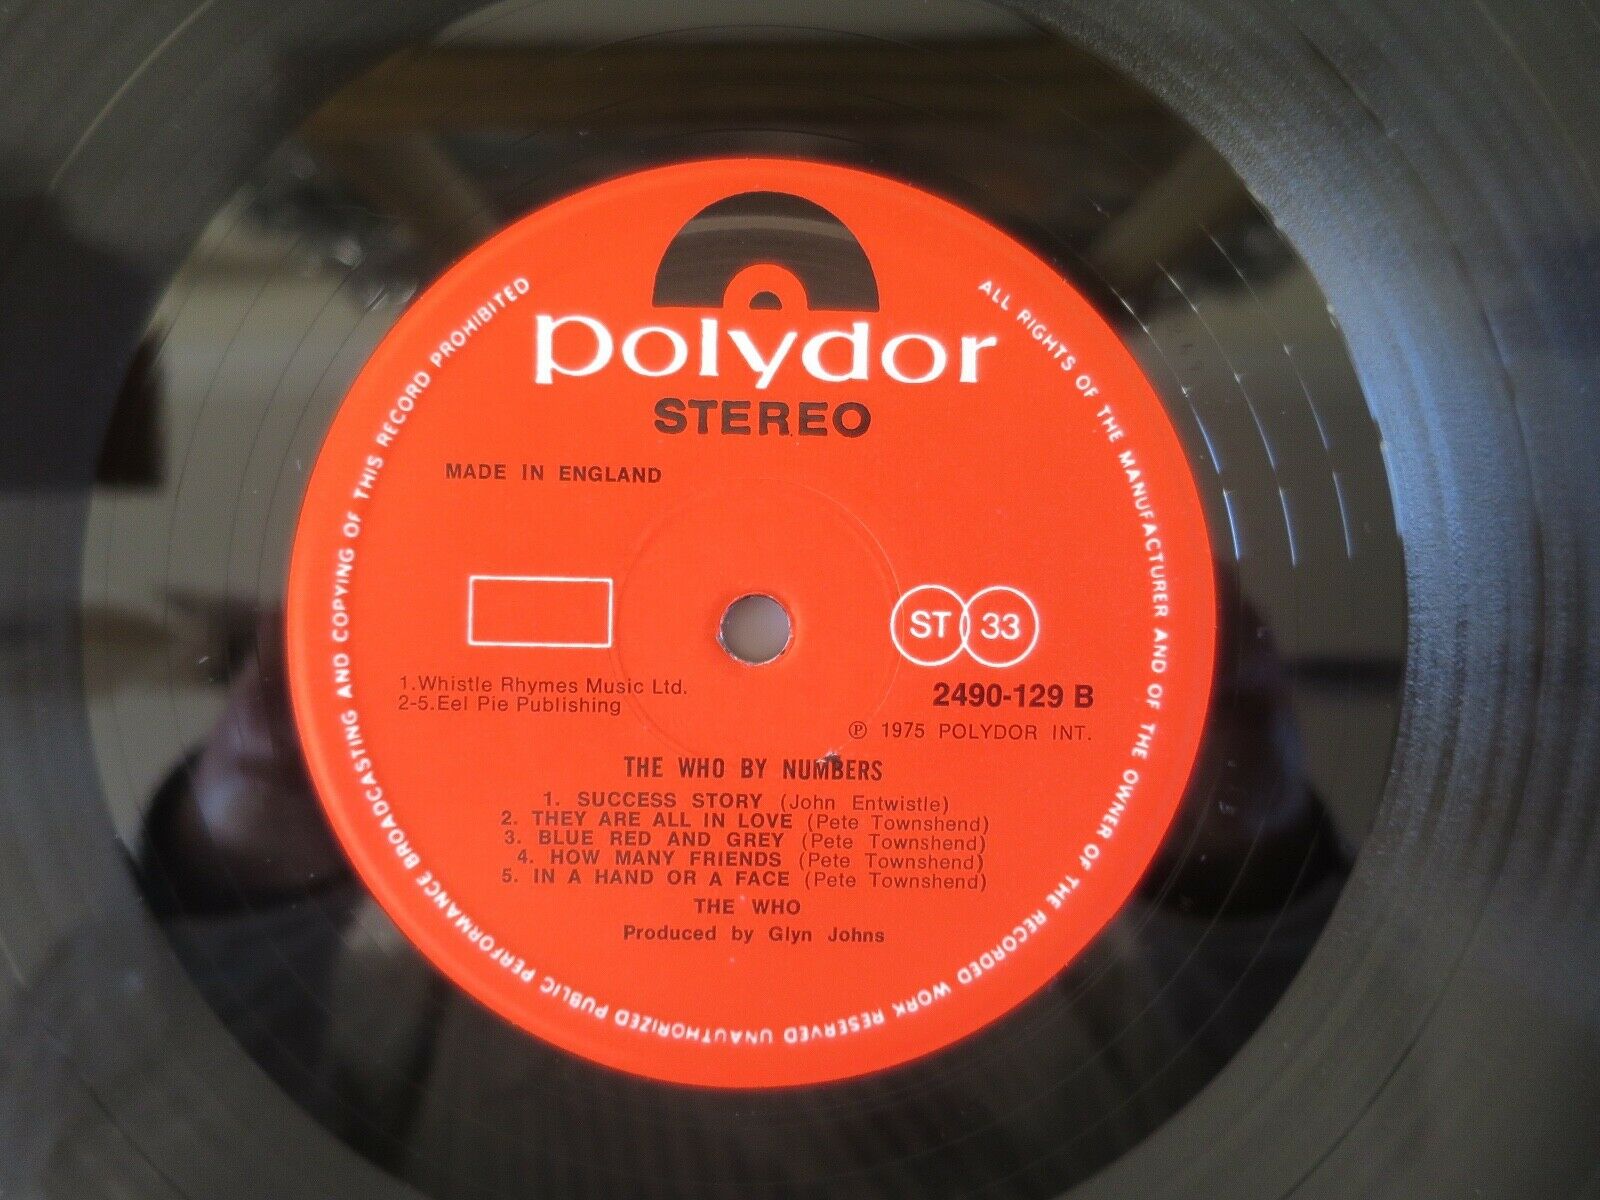 polydor
STEREO
MADE IN ENGLAND
ST 33
1.Whistle Rhymes Music Ltd.
2-5.Eel Pie Publishing
2490-129 B
℗ 1975 POLYDOR INT.
THE WHO BY NUMBERS
1. SUCCESS STORY (John Entwistle)
2. THEY ARE ALL IN LOVE (Pete Townshend)
3. BLUE RED AND GREY (Pete Townshend)
4. HOW MANY FRIENDS (Pete Townshend)
5. IN A HAND OR A FACE (Pete Townshend)
THE WHO
Produced by Glyn Johns
ALL RIGHTS OF THE MANUFACTURER AND OF THE OWNER OF THE RECORDED WORK RESERVED UNAUTHORIZED PUBLIC PERFORMANCE BROADCASTING AND COPYING OF THIS RECORD PROHIBITED